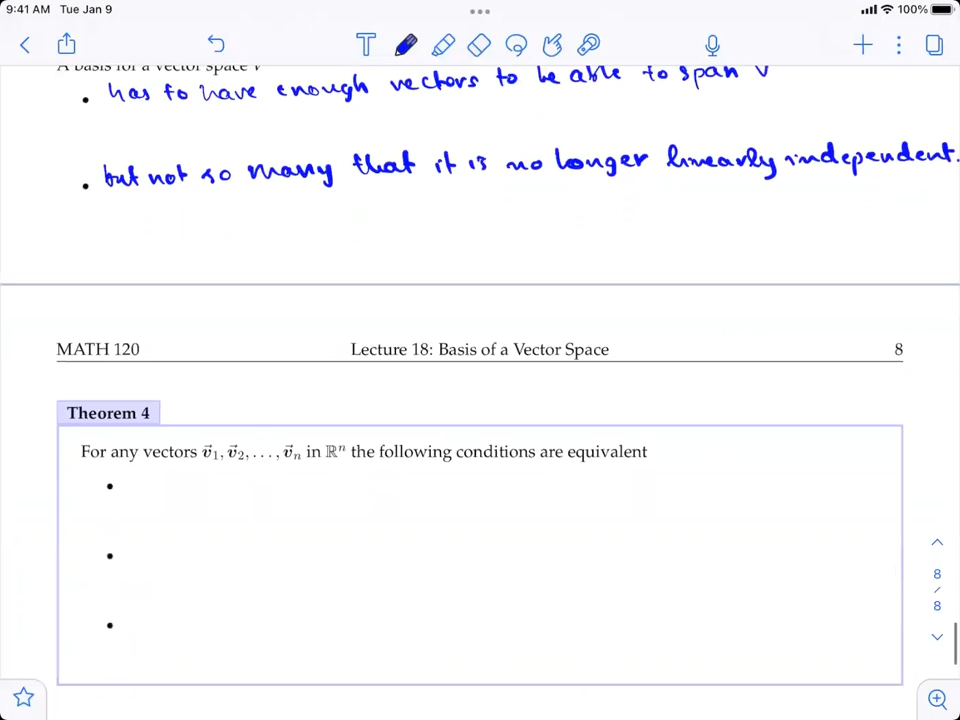 9:41 AM Tue Jan 9
100%
A basis for a vector space V
• has to have enough vectors to be able to span V
• but not so many that it is no longer linearly independent.
MATH 120 Lecture 18: Basis of a Vector Space 8
Theorem 4
For any vectors v⃗₁, v⃗₂, . . . , v⃗ₙ in ℝⁿ the following conditions are equivalent
•
•
•
8
/
8